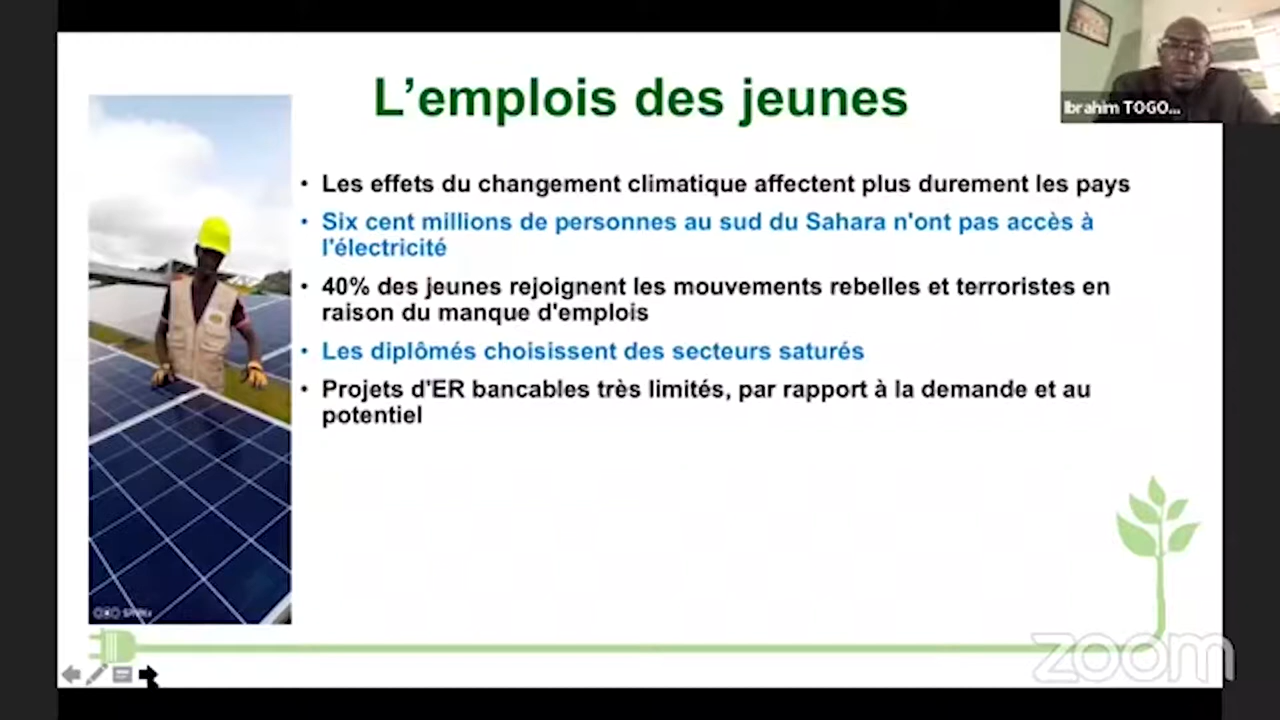 L'emplois des jeunes
Ibrahim TOGO...
• Les effets du changement climatique affectent plus durement les pays
• Six cent millions de personnes au sud du Sahara n'ont pas accès à
l'électricité
• 40% des jeunes rejoignent les mouvements rebelles et terroristes en
raison du manque d'emplois
• Les diplômés choisissent des secteurs saturés
• Projets d'ER bancables très limités, par rapport à la demande et au
potentiel
zoom